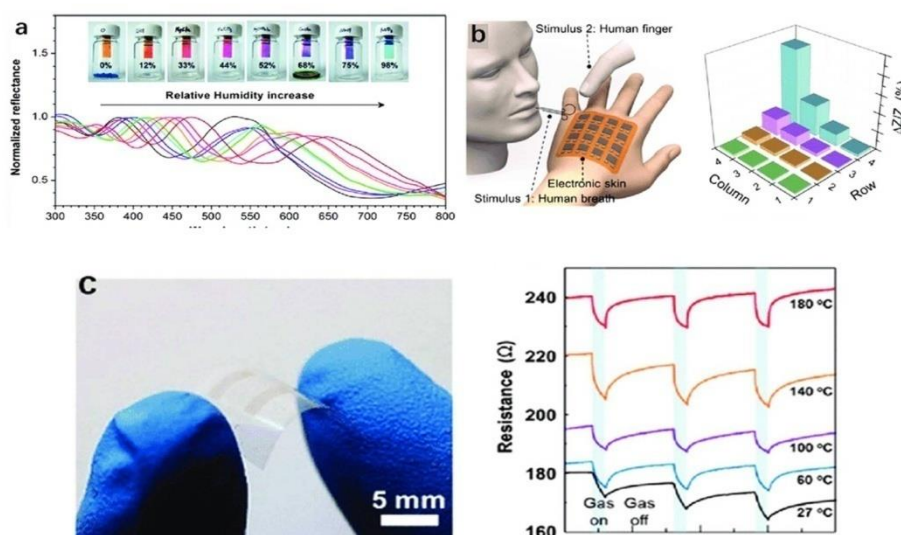 a
1.5
1.0
0.5
Normalized reflectance
0% 12% 33% 44% 52% 68% 75% 98%
Relative Humidity increase
300 350 400 450 500 550 600 650 700 750 800
b
Stimulus 2: Human finger
Electronic skin
Stimulus 1: Human breath
4 3 2 1
Column
1 2 3 4
Row
c
5 mm
240
220
200
180
160
Resistance (Ω)
180 °C
140 °C
100 °C
60 °C
27 °C
Gas Gas
on off